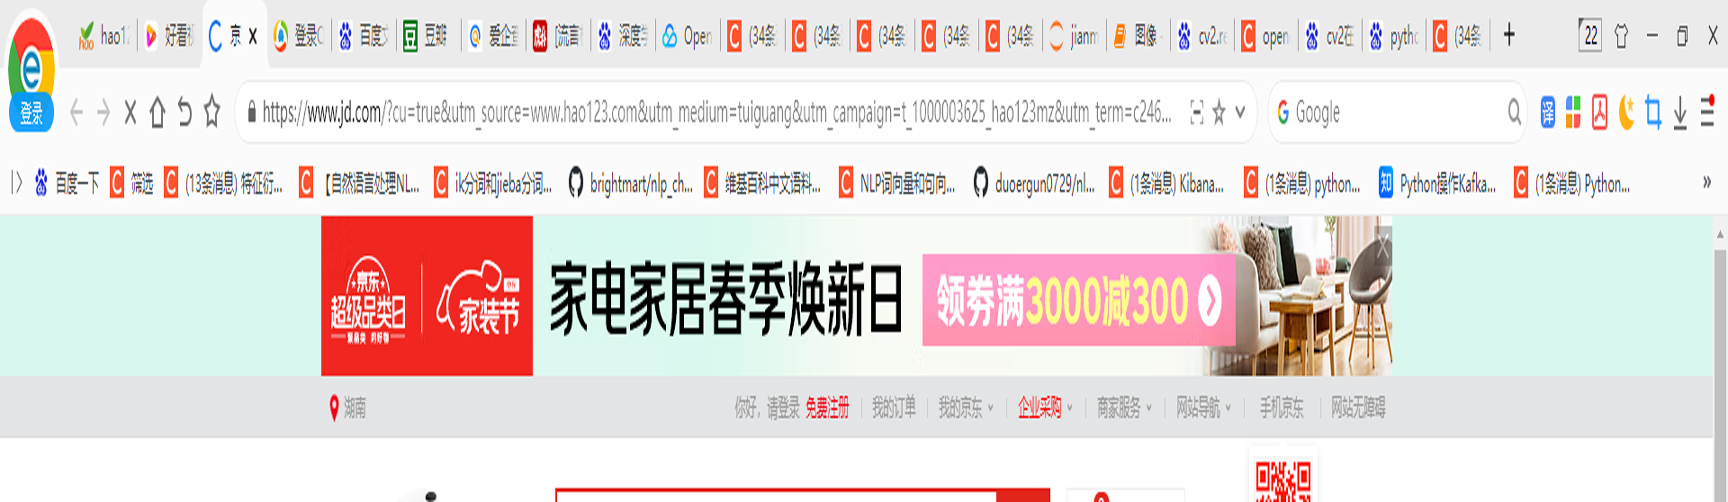 hao12 好看视 京 登录C 百度文 豆瓣 爱企查 [流言 深度学 Open (34条 (34条 (34条 (34条 (34条 jianm 图像 - cv2.re open cv2在 pytho (34条 22
登录 https://www.jd.com/?cu=true&utm_source=www.hao123.com&utm_medium=tuiguang&utm_campaign=t_1000003625_hao123mz&utm_term=c246... Google 译
百度一下 筛选 (13条消息) 特征衍... 【自然语言处理NL... ik分词和jieba分词... brightmart/nlp_ch... 维基百科中文语料... NLP词向量和句向... duoergun0729/nl... (1条消息) Kibana... (1条消息) python... 知 Python操作Kafka... (1条消息) Python...
京东
超级品类日 家装节 家电家居春季焕新日 领券满3000减300
湖南 你好，请登录 免费注册 我的订单 我的京东 企业采购 商家服务 网站导航 手机京东 网站无障碍